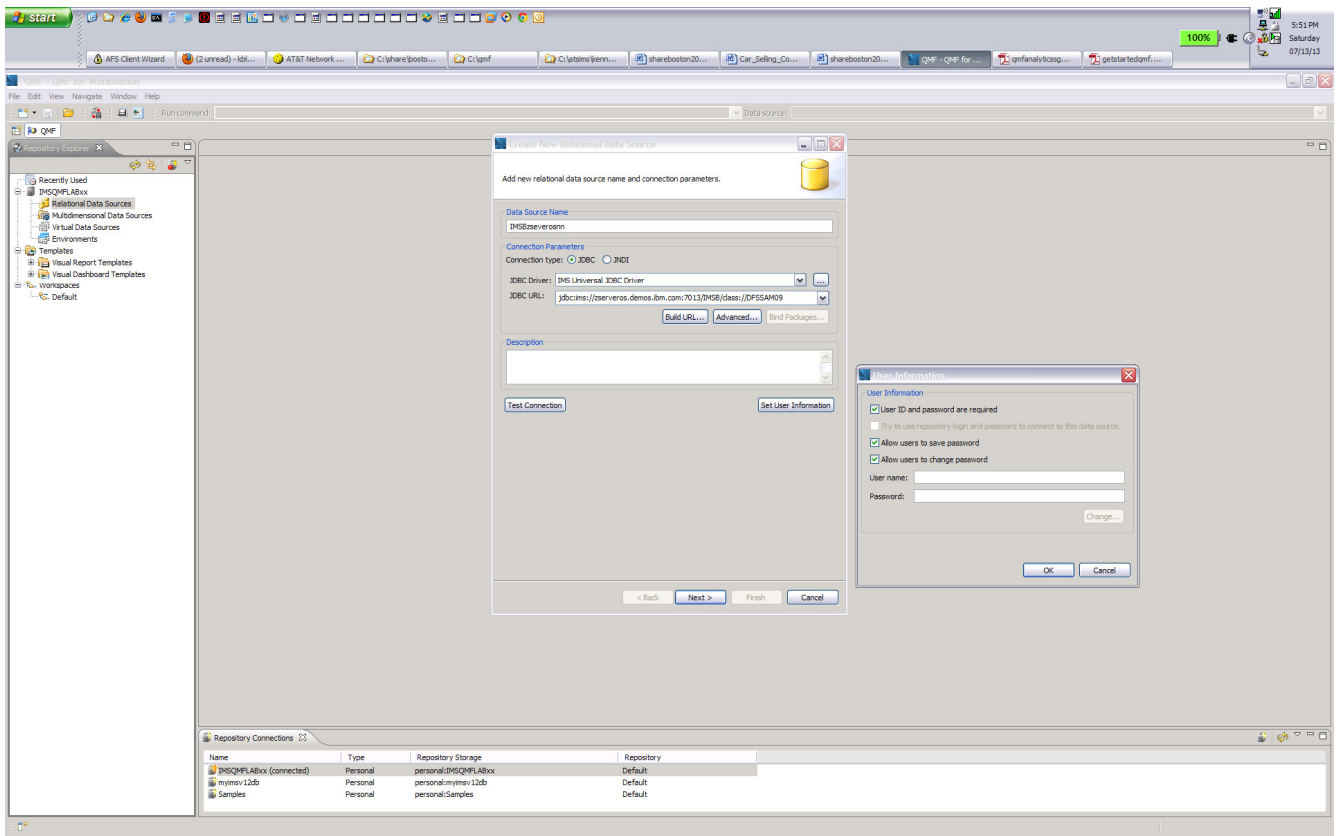 start
100%
5:51 PM
Saturday
07/13/13
AFS Client Wizard
(2 unread) - kbl...
AT&T Network ...
C:\share\bosto...
C:\qmf
C:\atsims\kenn...
shareboston20...
Car_Selling_Co...
shareboston20...
QMF - QMF for ...
qmfanalyticssg...
getstartedqmf....
QMF - QMF for Workstation
File Edit View Navigate Window Help
Run command:
Data source:
QMF
Repository Explorer
Recently Used
IMSQMFLABxx
Relational Data Sources
Multidimensional Data Sources
Virtual Data Sources
Environments
Templates
Visual Report Templates
Visual Dashboard Templates
Workspaces
Default
Create New Relational Data Source
Add new relational data source name and connection parameters.
Data Source Name
IMSBzseverosnn
Connection Parameters
Connection type: JDBC JNDI
JDBC Driver: IMS Universal JDBC Driver ...
JDBC URL: jdbc:ims://zserveros.demos.ibm.com:7013/IMSB/class://DFSSAM09
Build URL... Advanced... Bind Packages...
Description
Test Connection Set User Information
< Back Next > Finish Cancel
User Information
User Information
User ID and password are required
Try to use repository login and password to connect to this data source.
Allow users to save password
Allow users to change password
User name:
Password:
Change...
OK Cancel
Repository Connections
Name Type Repository Storage Repository
IMSQMFLABxx (connected) Personal personal:IMSQMFLABxx Default
myimsv12db Personal personal:myimsv12db Default
Samples Personal personal:Samples Default